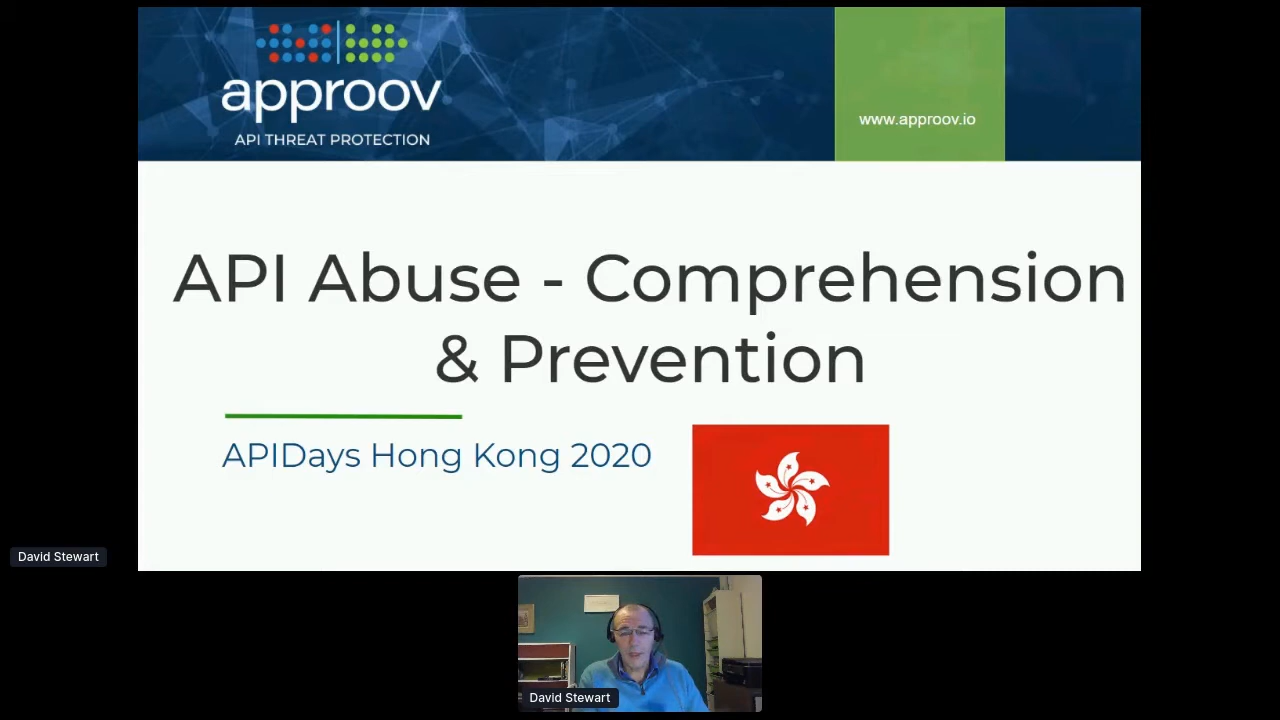 approov
API THREAT PROTECTION
www.approov.io
API Abuse - Comprehension
& Prevention
APIDays Hong Kong 2020
David Stewart
David Stewart